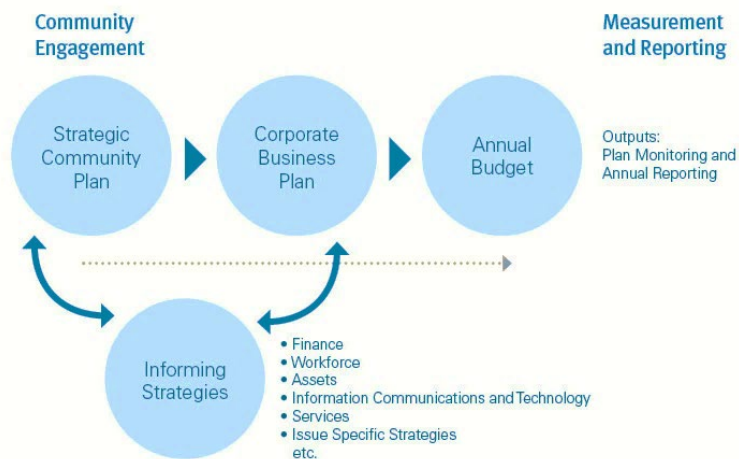 Community
Engagement
Measurement
and Reporting
Strategic
Community
Plan
Corporate
Business
Plan
Annual
Budget
Outputs:
Plan Monitoring and
Annual Reporting
Informing
Strategies
• Finance
• Workforce
• Assets
• Information Communications and Technology
• Services
• Issue Specific Strategies
etc.